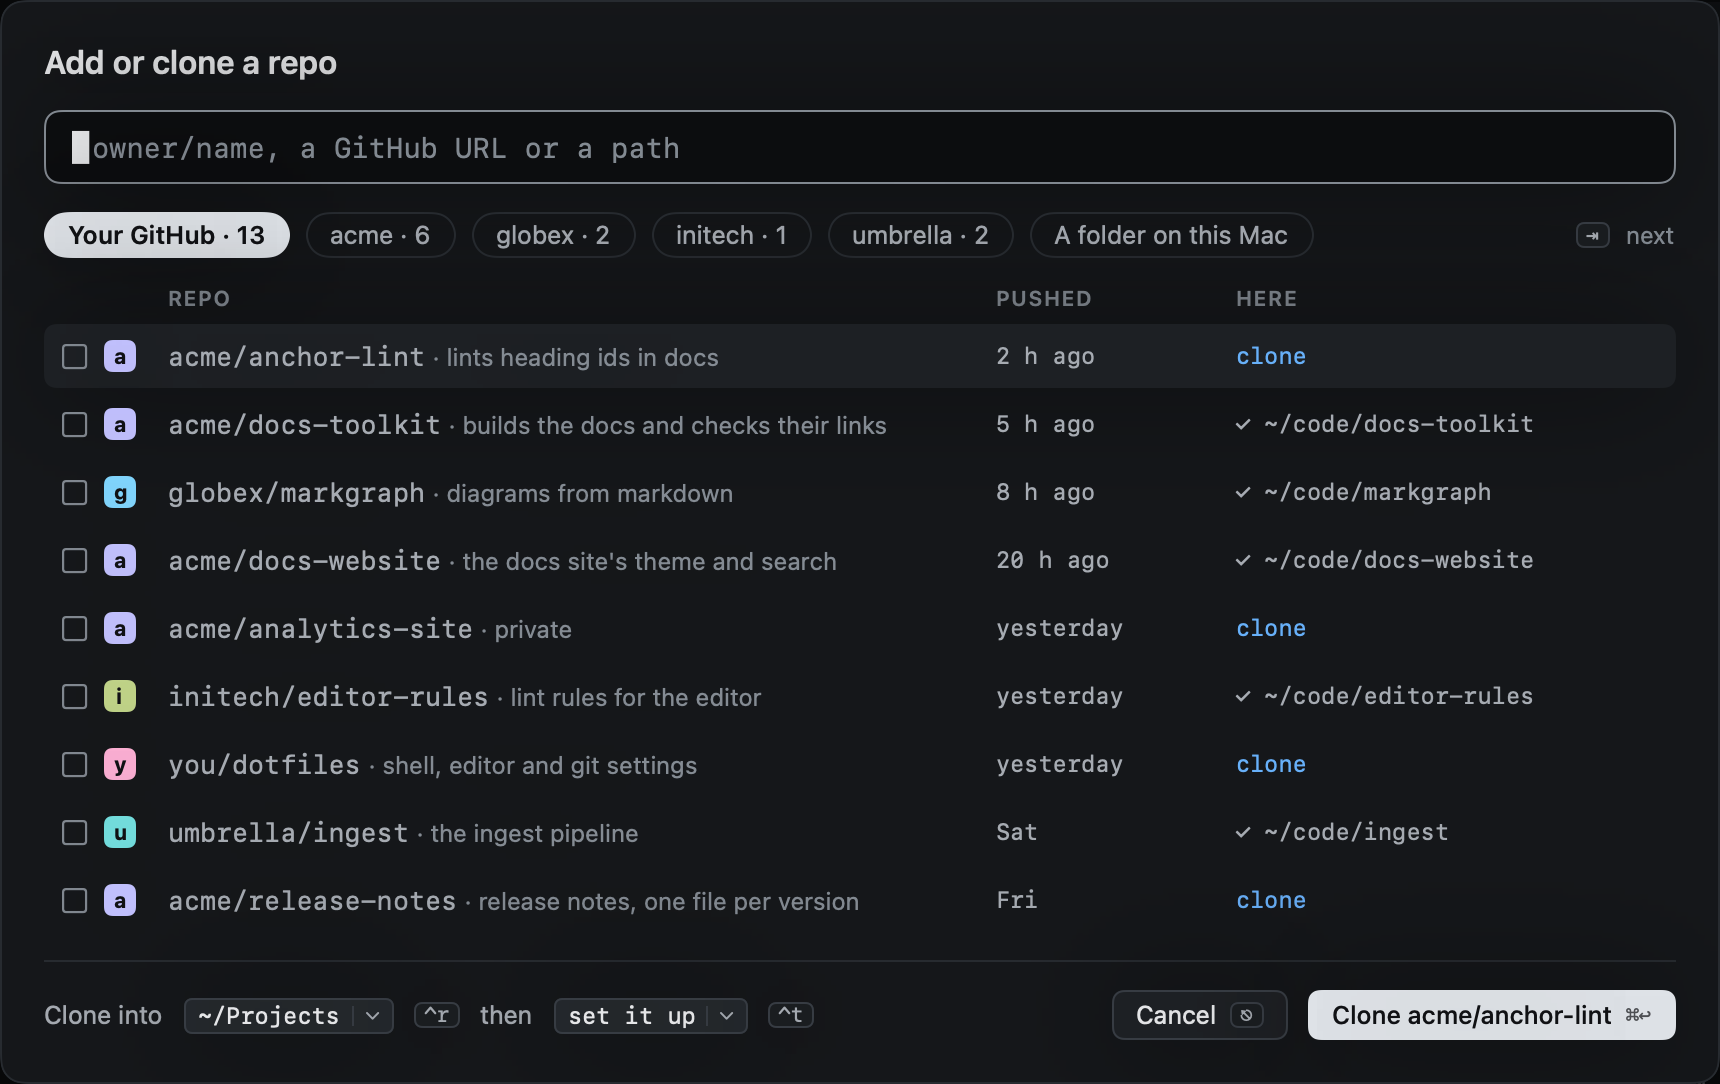 Add or clone a repo
owner/name, a GitHub URL or a path
Your GitHub · 13 acme · 6 globex · 2 initech · 1 umbrella · 2 A folder on this Mac ⇥ next
REPO PUSHED HERE
a acme/anchor-lint · lints heading ids in docs 2 h ago clone
a acme/docs-toolkit · builds the docs and checks their links 5 h ago ✓ ~/code/docs-toolkit
g globex/markgraph · diagrams from markdown 8 h ago ✓ ~/code/markgraph
a acme/docs-website · the docs site's theme and search 20 h ago ✓ ~/code/docs-website
a acme/analytics-site · private yesterday clone
i initech/editor-rules · lint rules for the editor yesterday ✓ ~/code/editor-rules
y you/dotfiles · shell, editor and git settings yesterday clone
u umbrella/ingest · the ingest pipeline Sat ✓ ~/code/ingest
a acme/release-notes · release notes, one file per version Fri clone
Clone into ~/Projects ^r then set it up ^t Cancel ⎋ Clone acme/anchor-lint ⌘↩